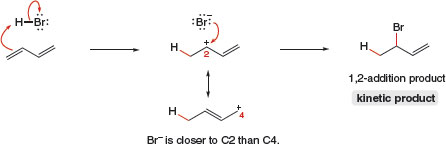 H Br:
:Br:⁻
H + 2
Br
H
1,2-addition product
kinetic product
H + 4
Br⁻ is closer to C2 than C4.